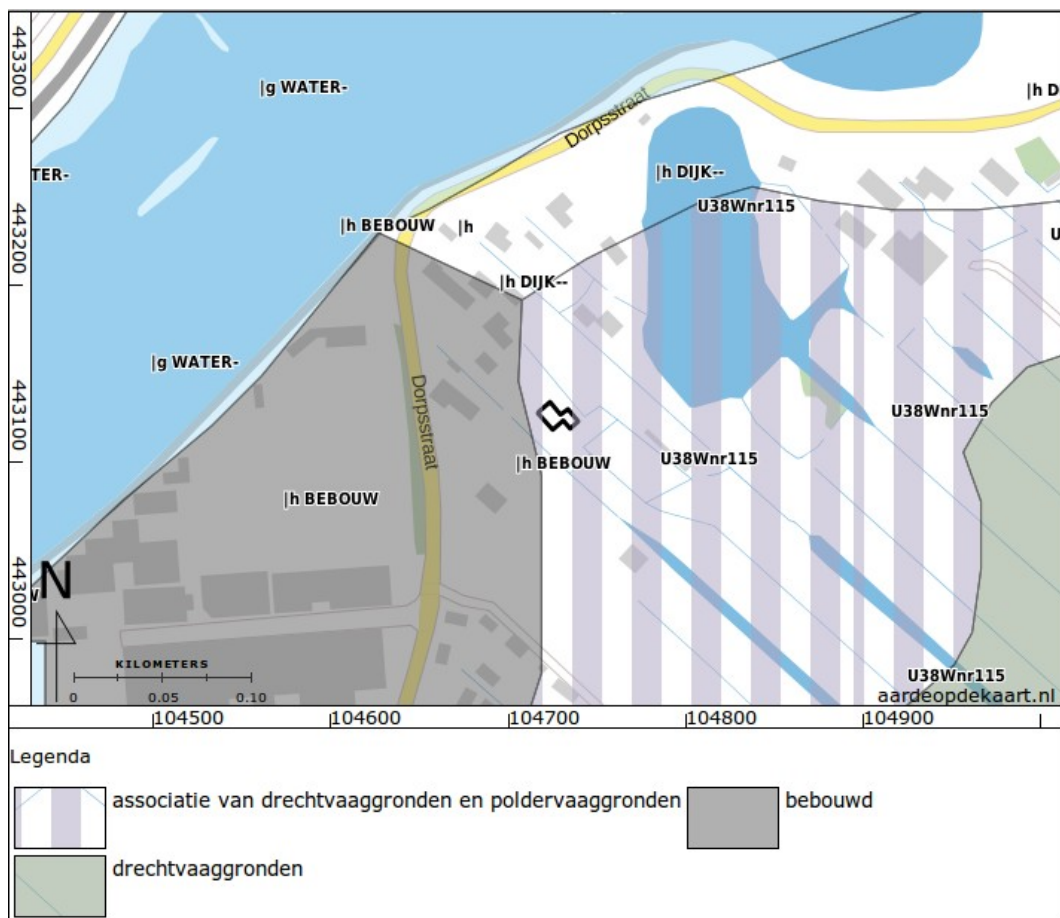 443300
443200
443100
443000
|g WATER-
Dorpsstraat
|h D
TER-
|h DIJK--
U38Wnr115
|h BEBOUW
|h
U
|h DIJK--
|g WATER-
Dorpsstraat
U38Wnr115
U38Wnr115
|h BEBOUW
|h BEBOUW
N
KILOMETERS
0 0.05 0.10
U38Wnr115
aardeopdekaart.nl
104500 104600 104700 104800 104900
Legenda
associatie van drechtvaaggronden en poldervaaggronden
bebouwd
drechtvaaggronden